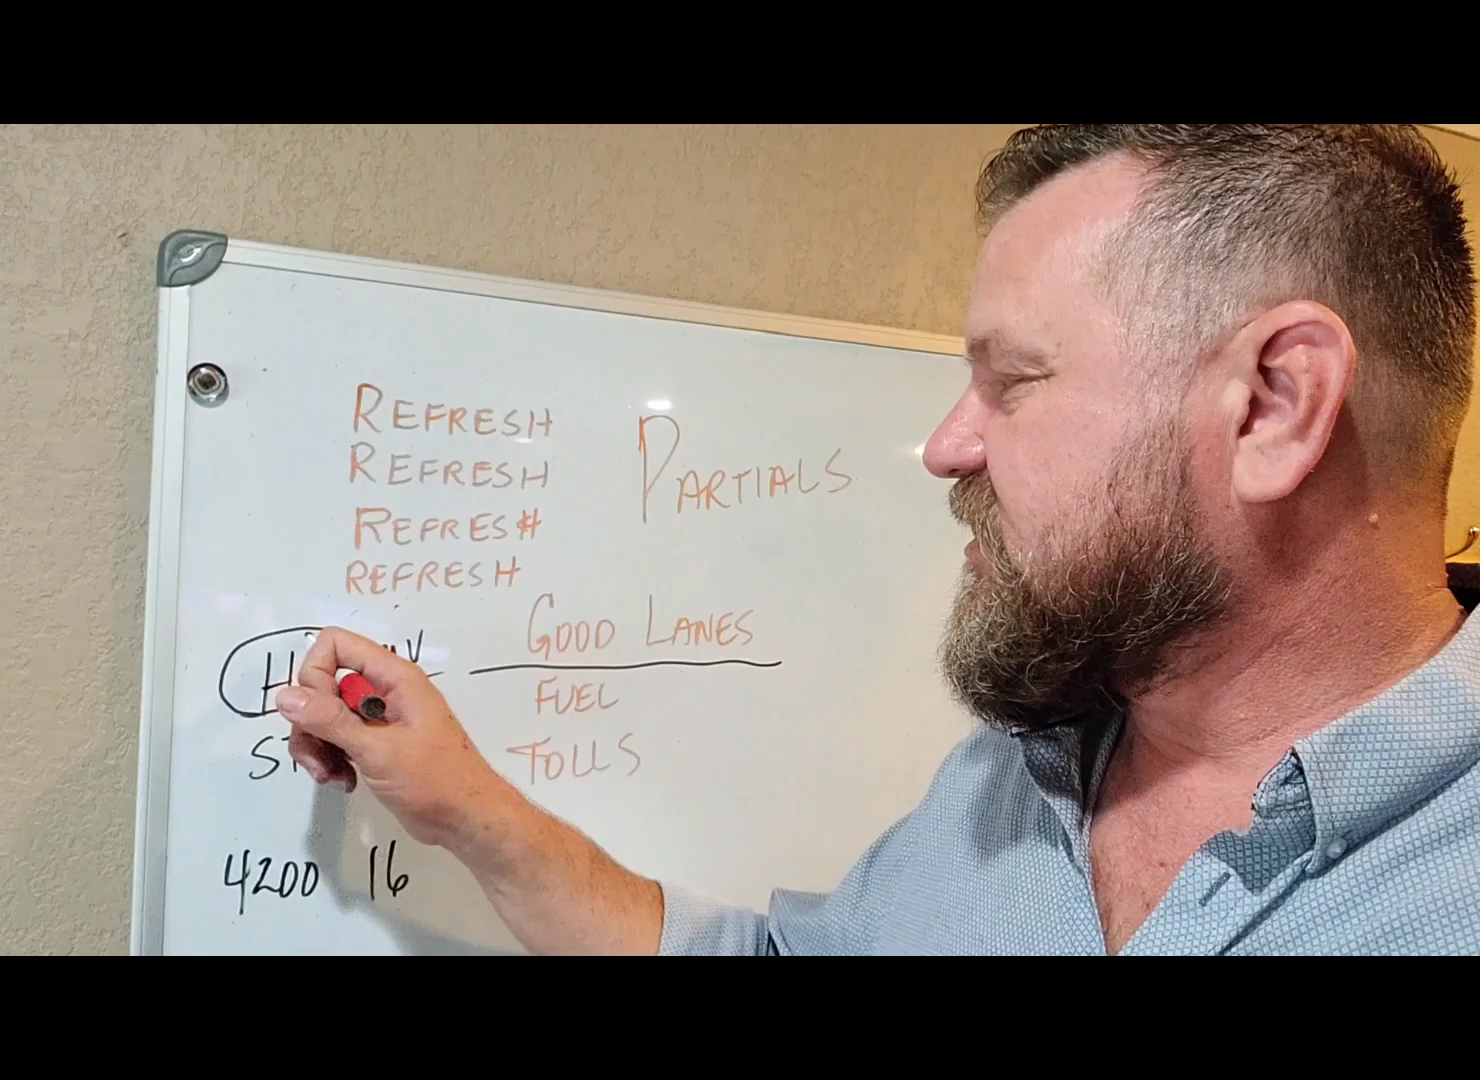 REFRESH
REFRESH
REFRESH
REFRESH
PARTIALS
GOOD LANES
FUEL
TOLLS
4200 16